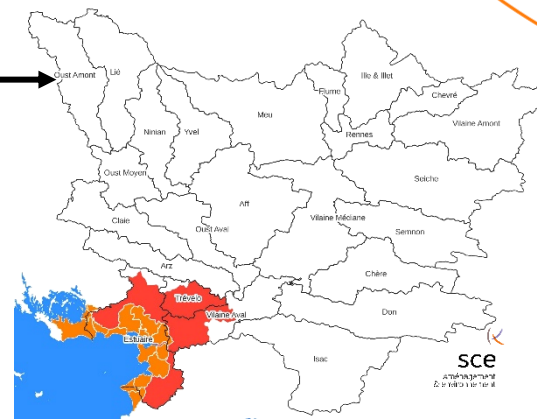 Oust Amont
Lié
Ille & Illet
Flume
Chevré
Meu
Vilaine Amont
Ninian
Yvel
Rennes
Oust Moyen
Seiche
Aff
Claie
Vilaine Médiane
Oust Aval
Semnon
Arz
Chère
Trévelo
Vilaine Aval
Don
Estuaire
Isac
sce
aménagement
& environnement